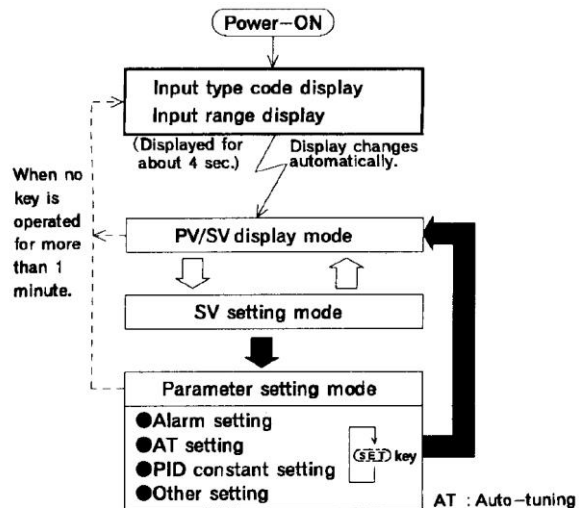 Power-ON
Input type code display
Input range display
(Displayed for
about 4 sec.)
Display changes
automatically.
When no
key is
operated
for more
than 1
minute.
PV/SV display mode
SV setting mode
Parameter setting mode
●Alarm setting
●AT setting
●PID constant setting
●Other setting
SET key
AT : Auto-tuning